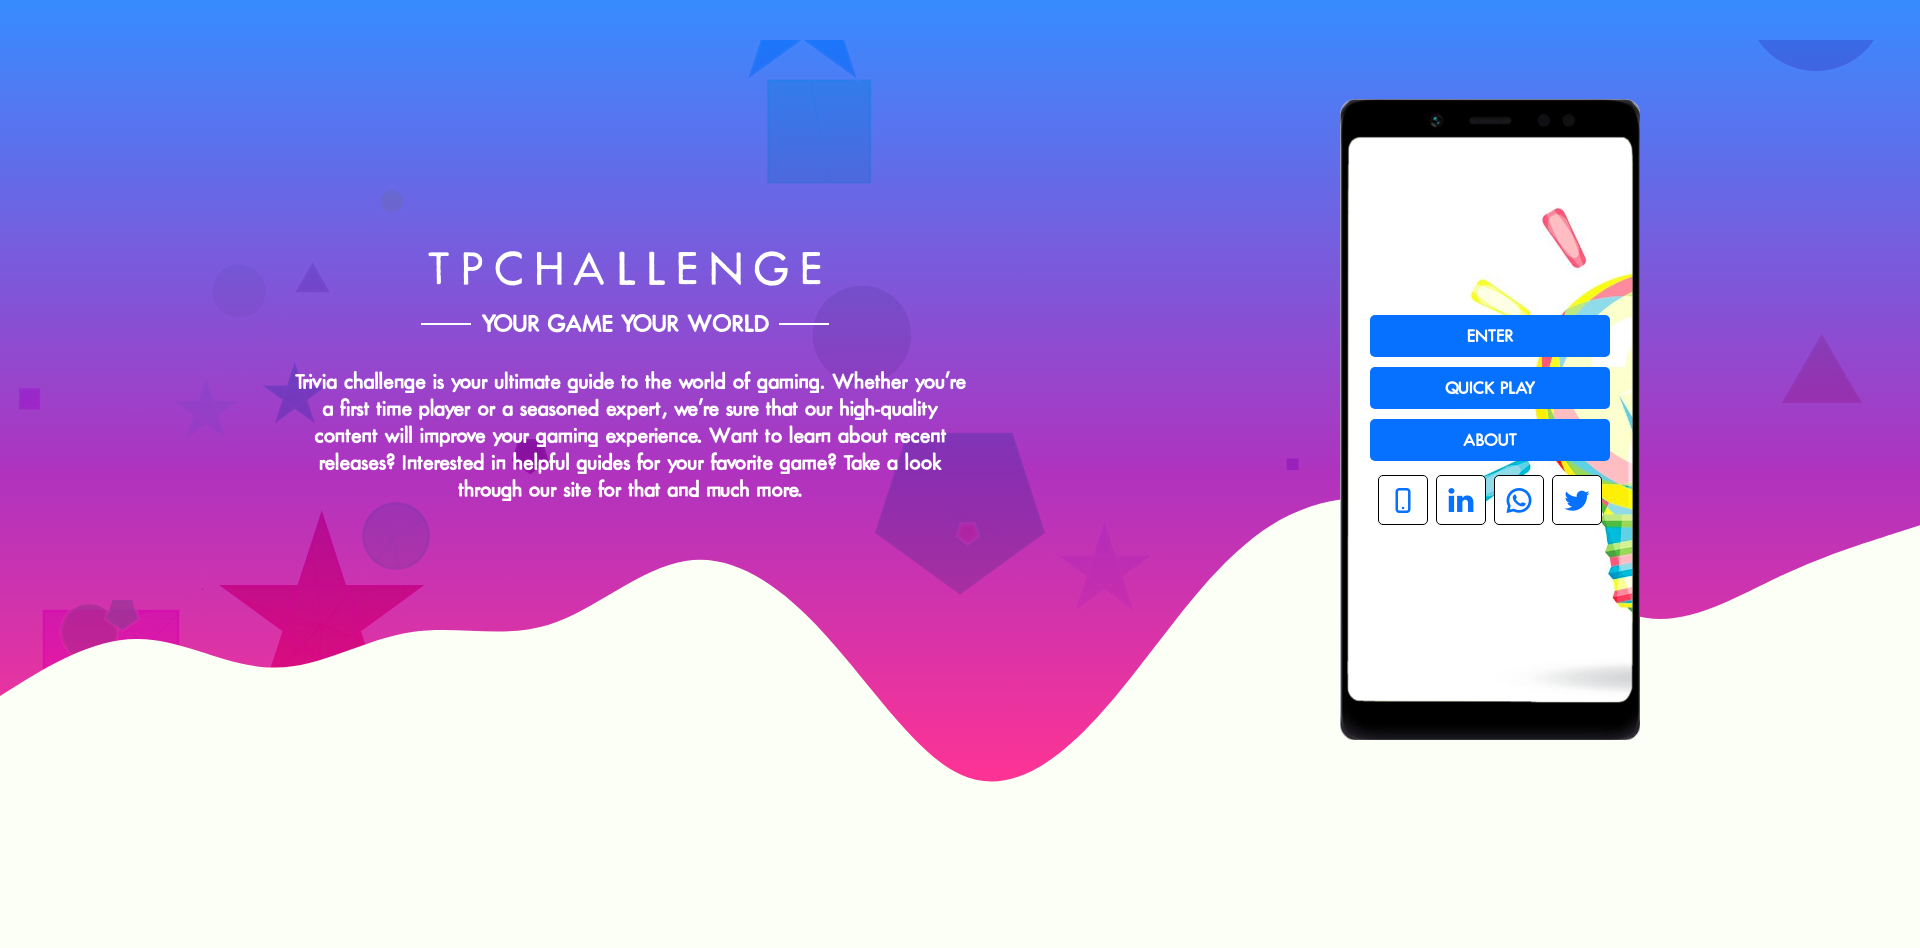 TPCHALLENGE
YOUR GAME YOUR WORLD
Trivia challenge is your ultimate guide to the world of gaming. Whether you're
a first time player or a seasoned expert, we're sure that our high-quality
content will improve your gaming experience. Want to learn about recent
releases? Interested in helpful guides for your favorite game? Take a look
through our site for that and much more.
ENTER
QUICK PLAY
ABOUT
in